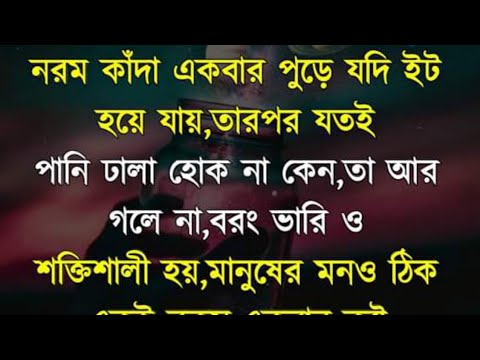 নরম কাঁদা একবার পুড়ে যদি ইট
হয়ে যায়,তারপর যতই
পানি ঢালা হোক না কেন,তা আর
গলে না,বরং ভারি ও
শক্তিশালী হয়,মানুষের মনও ঠিক